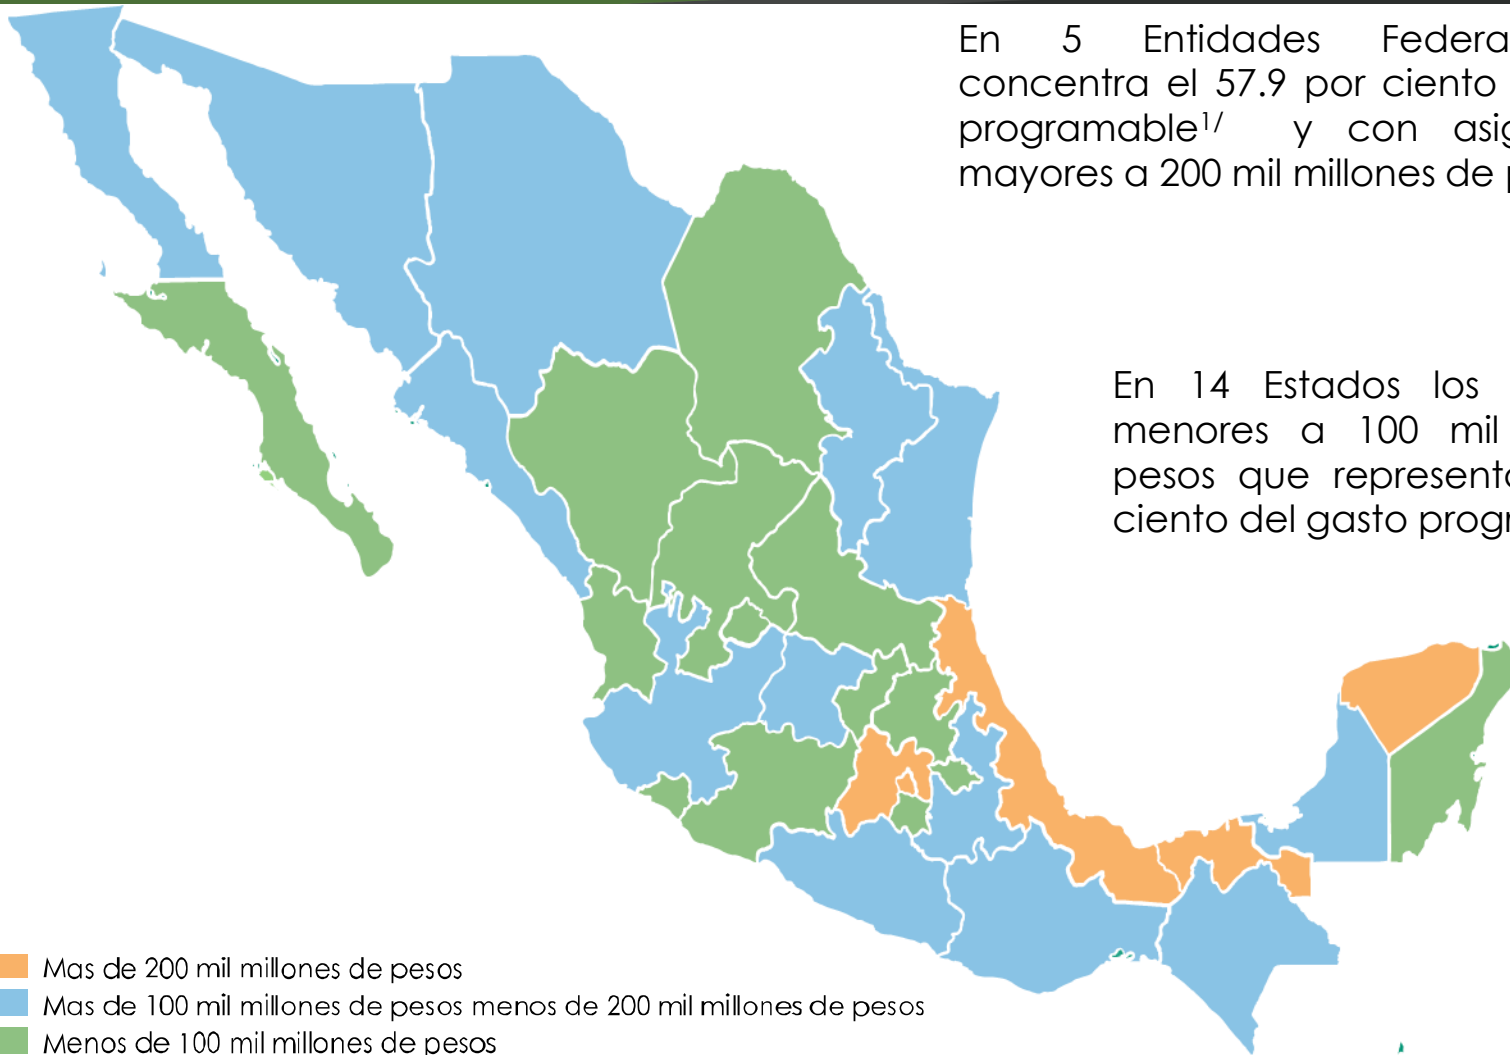 En 5 Entidades Federa
concentra el 57.9 por ciento
programable1/ y con asig
mayores a 200 mil millones de p
En 14 Estados los
menores a 100 mil
pesos que representa
ciento del gasto progr
Mas de 200 mil millones de pesos
Mas de 100 mil millones de pesos menos de 200 mil millones de pesos
Menos de 100 mil millones de pesos